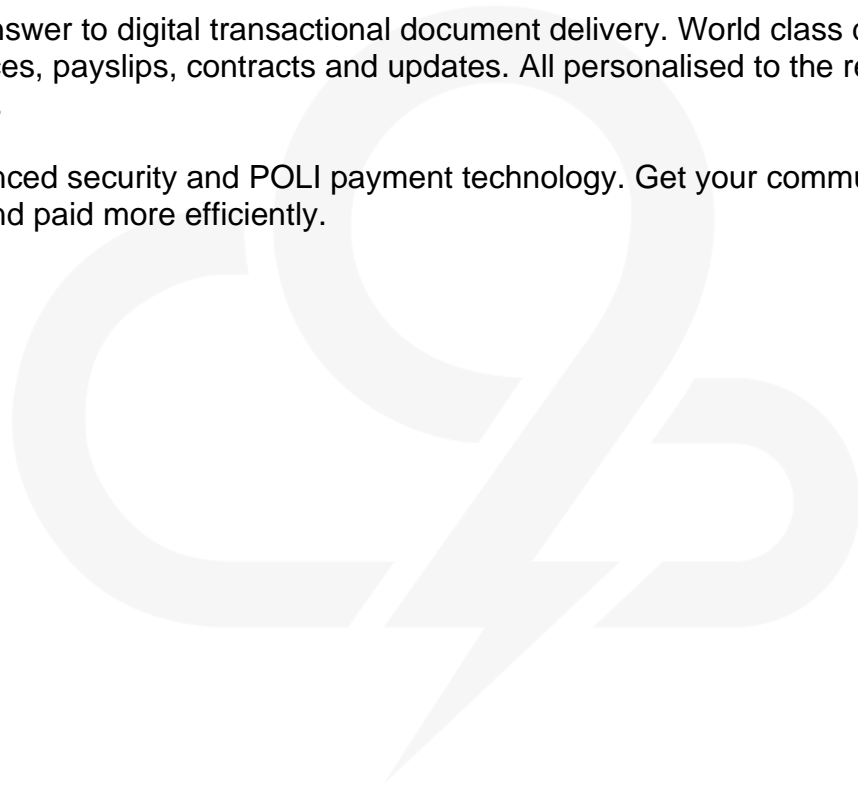 nswer to digital transactional document delivery. World class
ces, payslips, contracts and updates. All personalised to the re
.
nced security and POLI payment technology. Get your commu
nd paid more efficiently.